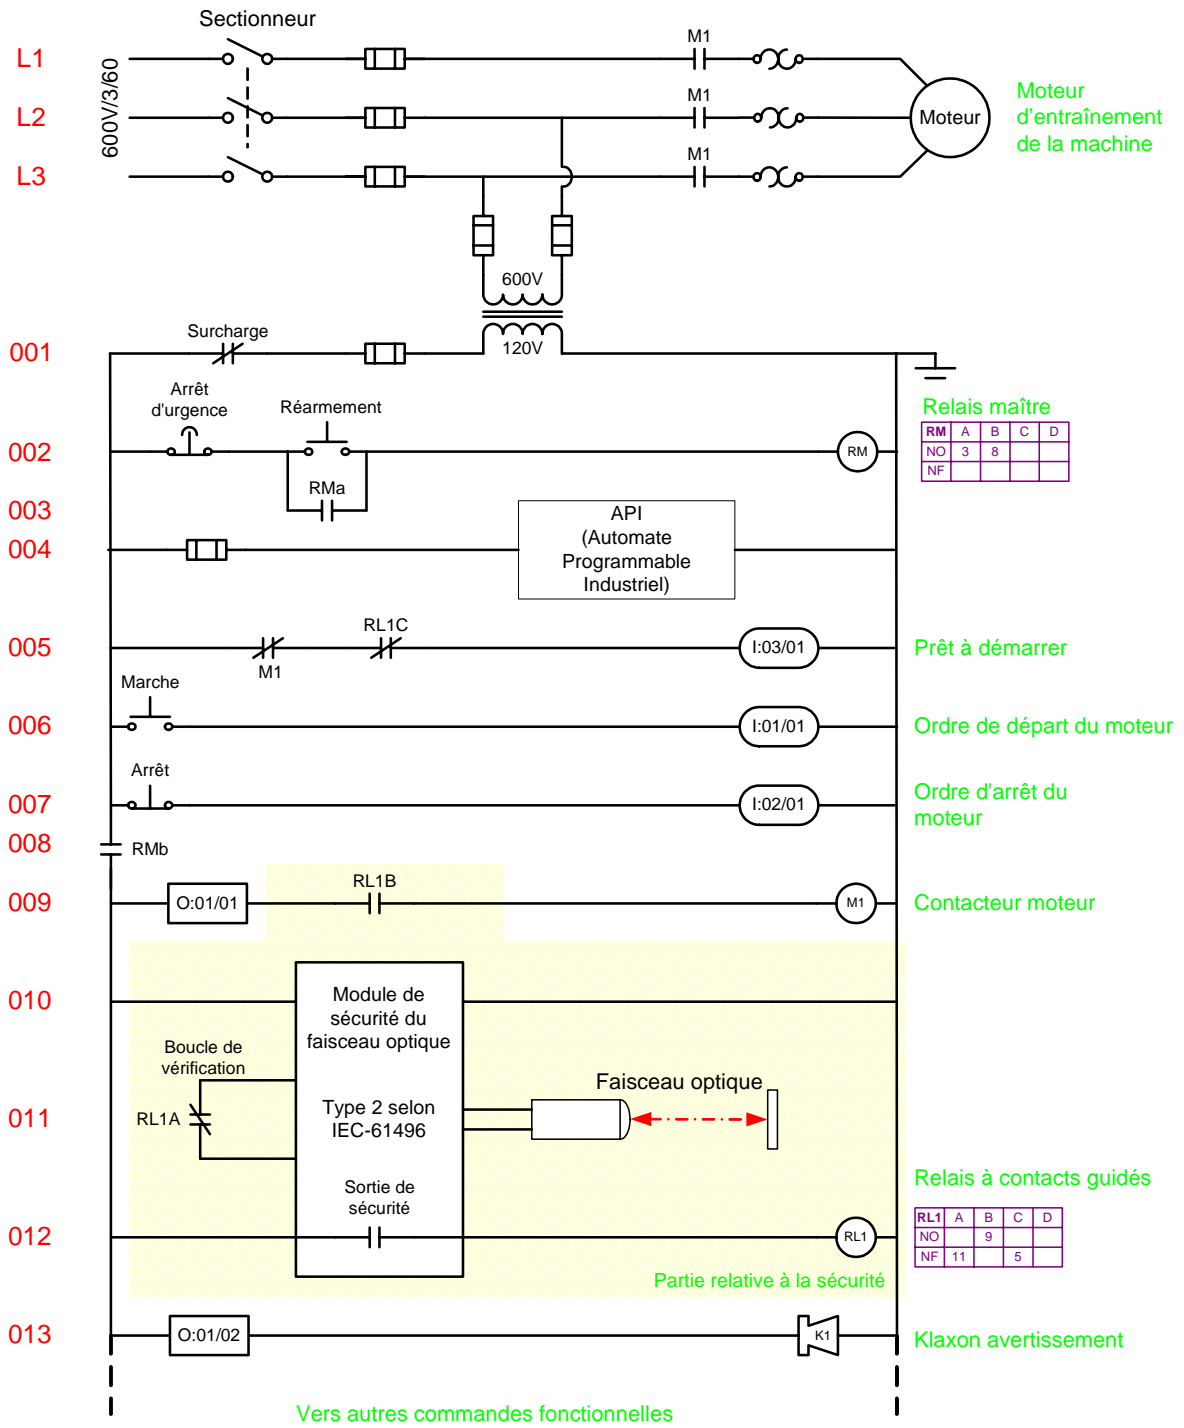 Sectionneur
L1
M1
600V/3/60
L2
M1
Moteur
Moteur
d'entraînement
de la machine
L3
M1
600V
Surcharge
001
120V
Arrêt
d'urgence
Réarmement
Relais maître
002
RM
RM A B C D
NO 3 8
NF
RMa
003
API
(Automate
Programmable
Industriel)
004
RL1C
005
M1
I:03/01
Prêt à démarrer
Marche
006
I:01/01
Ordre de départ du moteur
Arrêt
007
I:02/01
Ordre d'arrêt du
moteur
008
RMb
RL1B
009
O:01/01
M1
Contacteur moteur
010
Module de
sécurité du
faisceau optique
Boucle de
vérification
Faisceau optique
011
RL1A
Type 2 selon
IEC-61496
Relais à contacts guidés
Sortie de
sécurité
012
RL1
RL1 A B C D
NO 9
NF 11 5
Partie relative à la sécurité
013
O:01/02
K1
Klaxon avertissement
Vers autres commandes fonctionnelles